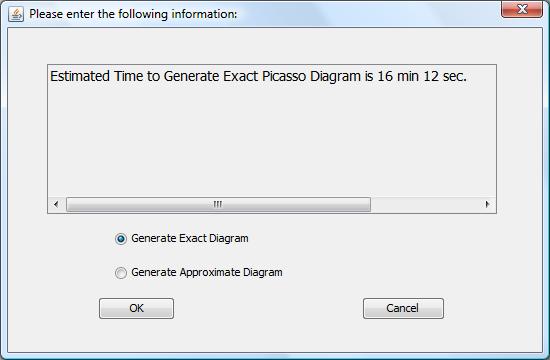 Please enter the following information:
Estimated Time to Generate Exact Picasso Diagram is 16 min 12 sec.
Generate Exact Diagram
Generate Approximate Diagram
OK
Cancel